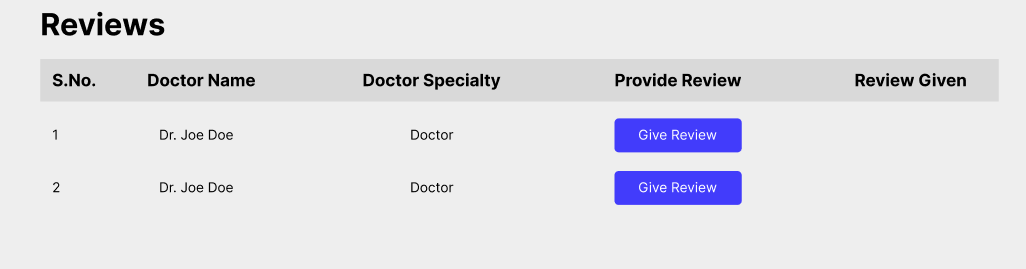 Reviews
S.No. Doctor Name Doctor Specialty Provide Review Review Given
1 Dr. Joe Doe Doctor Give Review
2 Dr. Joe Doe Doctor Give Review